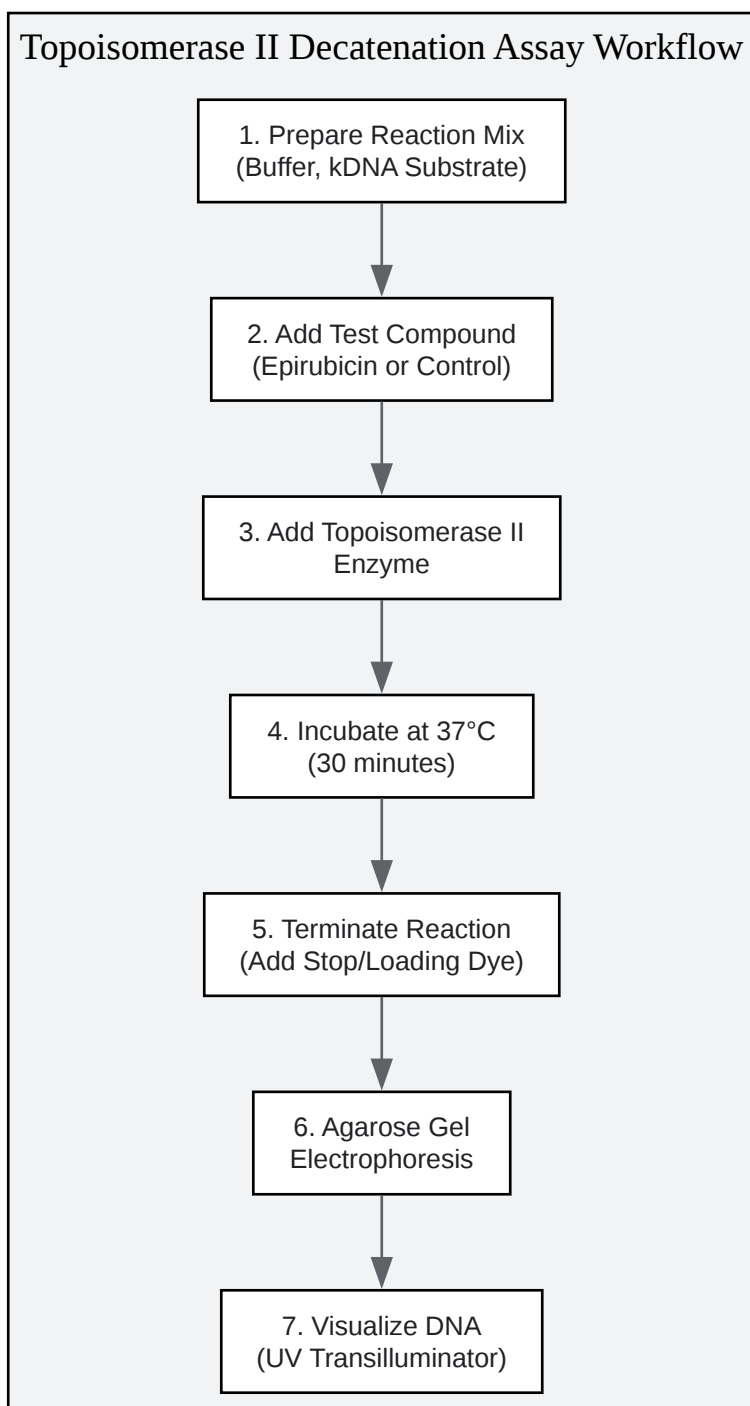 Topoisomerase II Decatenation Assay Workflow
1. Prepare Reaction Mix
(Buffer, kDNA Substrate)
2. Add Test Compound
(Epirubicin or Control)
3. Add Topoisomerase II
Enzyme
4. Incubate at 37°C
(30 minutes)
5. Terminate Reaction
(Add Stop/Loading Dye)
6. Agarose Gel
Electrophoresis
7. Visualize DNA
(UV Transilluminator)